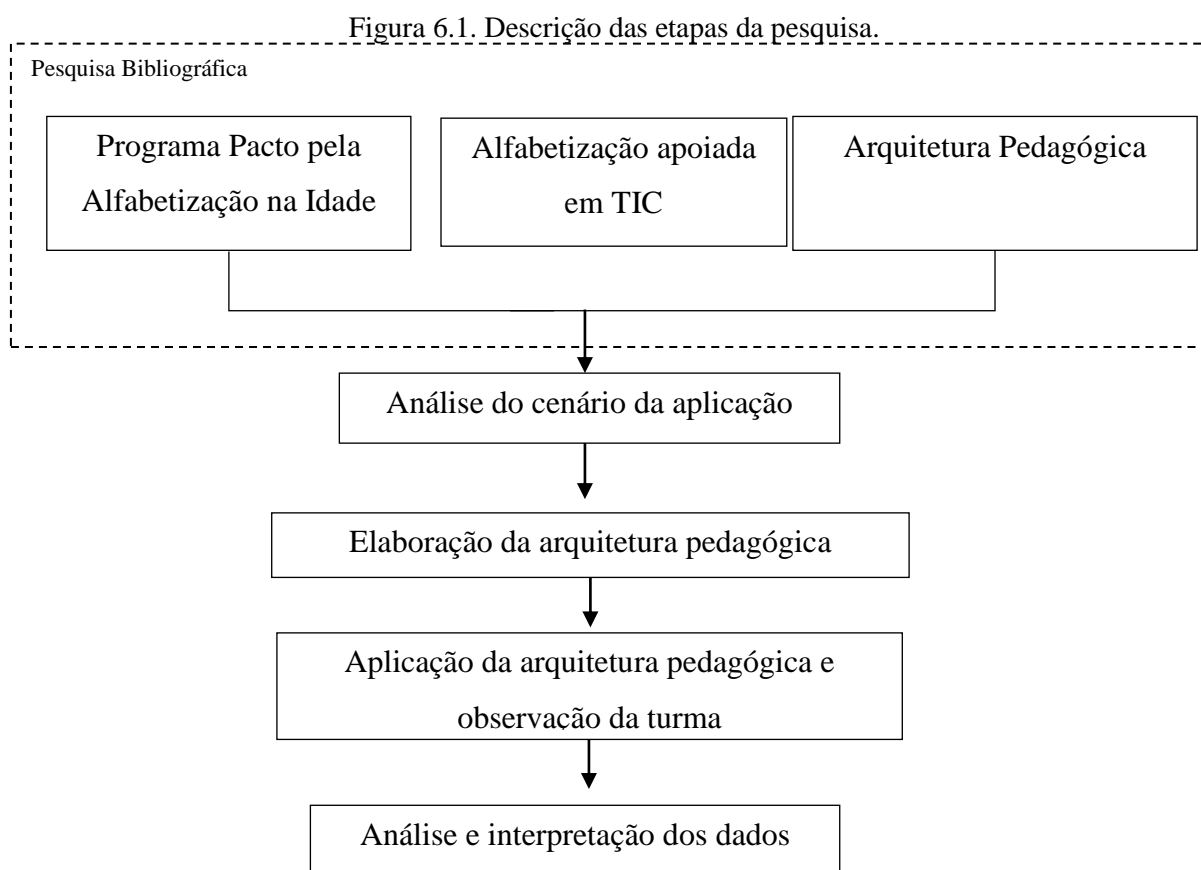 Figura 6.1. Descrição das etapas da pesquisa.
Pesquisa Bibliográfica
Programa Pacto pela
Alfabetização na Idade
Alfabetização apoiada
em TIC
Arquitetura Pedagógica
Análise do cenário da aplicação
Elaboração da arquitetura pedagógica
Aplicação da arquitetura pedagógica e
observação da turma
Análise e interpretação dos dados